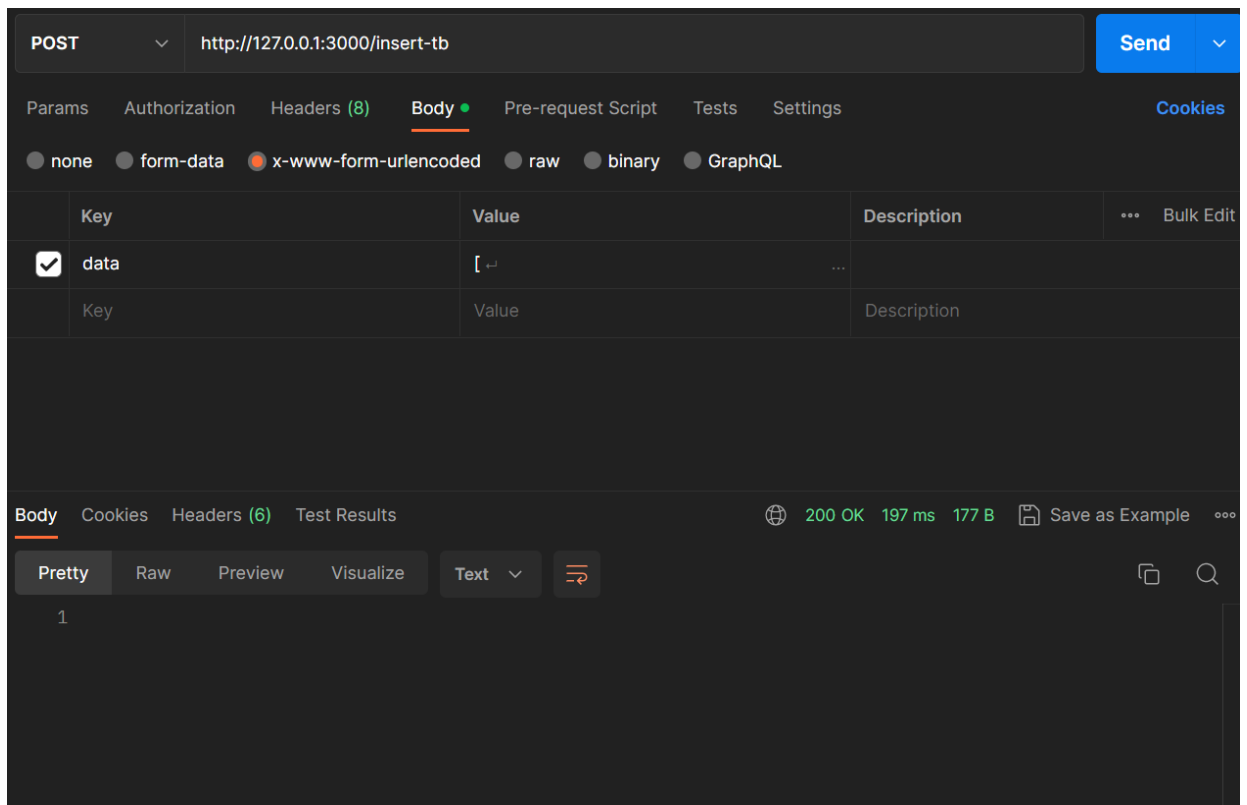 POST http://127.0.0.1:3000/insert-tb Send
Params Authorization Headers (8) Body Pre-request Script Tests Settings Cookies
none form-data x-www-form-urlencoded raw binary GraphQL
Key Value Description ••• Bulk Edit
data [ ↵ ...
Key Value Description
Body Cookies Headers (6) Test Results 200 OK 197 ms 177 B Save as Example •••
Pretty Raw Preview Visualize Text
1